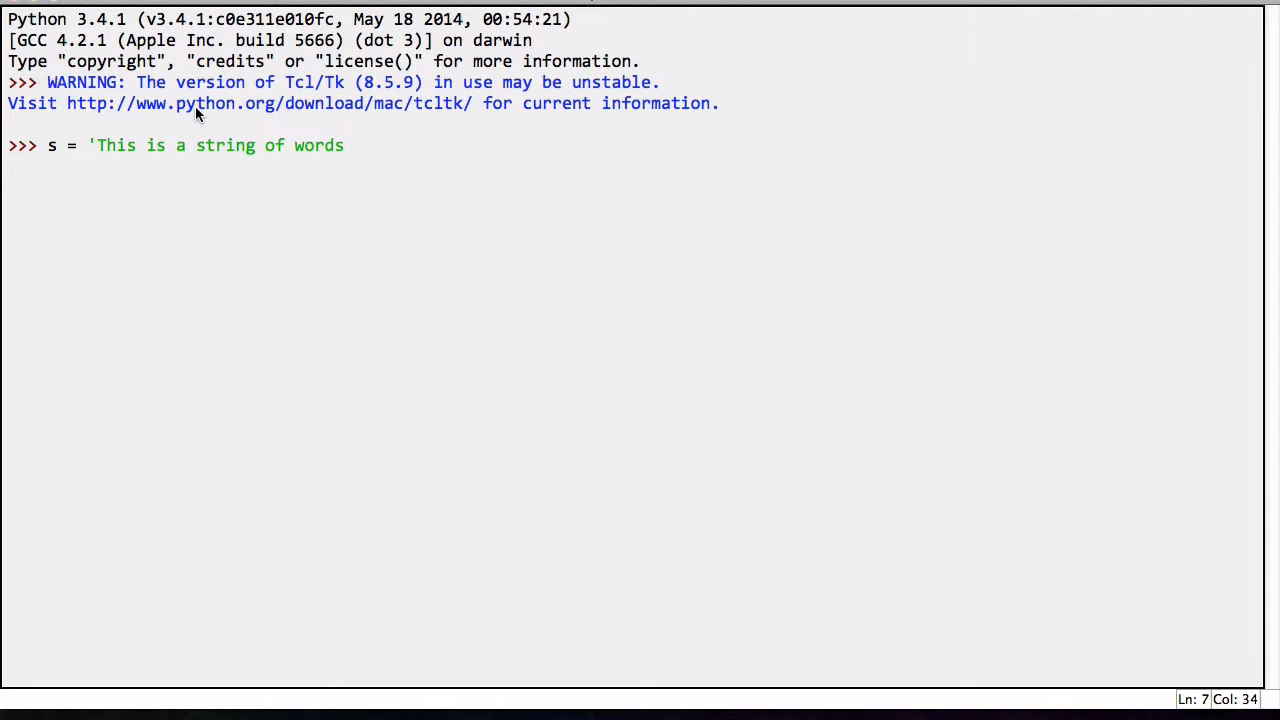 Python 3.4.1 (v3.4.1:c0e311e010fc, May 18 2014, 00:54:21)
[GCC 4.2.1 (Apple Inc. build 5666) (dot 3)] on darwin
Type "copyright", "credits" or "license()" for more information.
>>> WARNING: The version of Tcl/Tk (8.5.9) in use may be unstable.
Visit http://www.python.org/download/mac/tcltk/ for current information.
>>> s = 'This is a string of words
Ln: 7 Col: 34